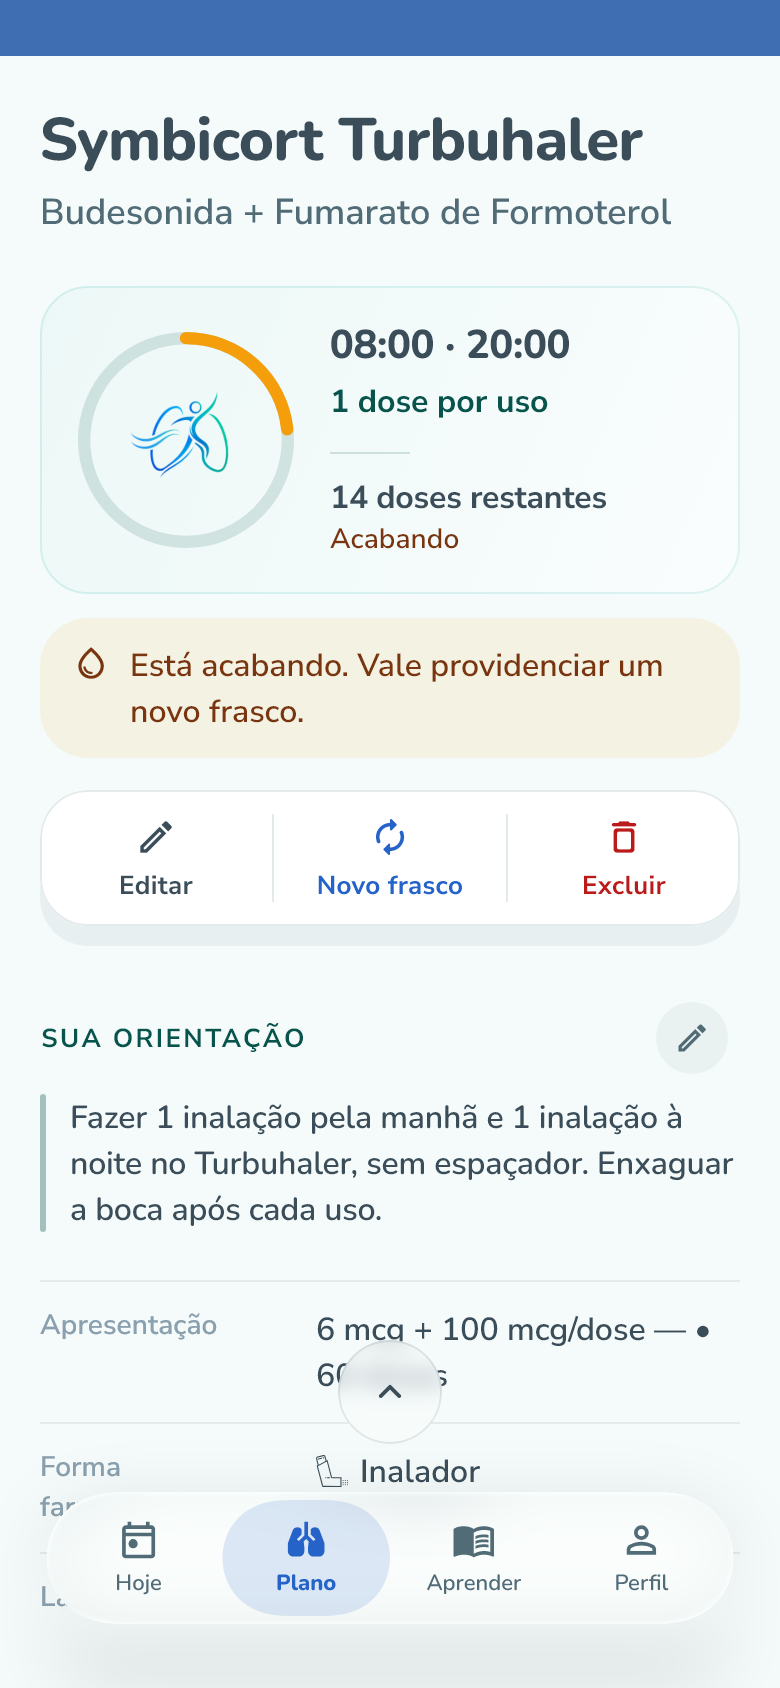 Symbicort Turbuhaler
Budesonida + Fumarato de Formoterol
08:00 · 20:00
1 dose por uso
14 doses restantes
Acabando
Está acabando. Vale providenciar um
novo frasco.
Editar
Novo frasco
Excluir
SUA ORIENTAÇÃO
Fazer 1 inalação pela manhã e 1 inalação à
noite no Turbuhaler, sem espaçador. Enxaguar
a boca após cada uso.
Apresentação
6 mcg + 100 mcg/dose — •
Forma
Inalador
Hoje
Plano
Aprender
Perfil